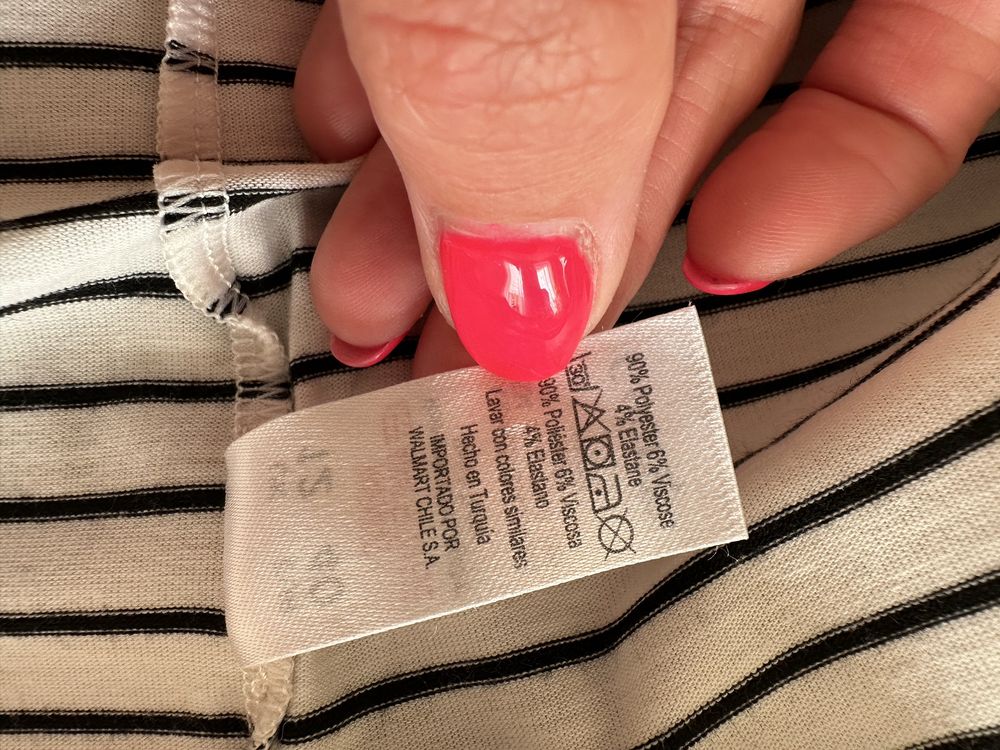 90% Polyester 6% Viscose
4% Elastane
30
90% Poliéster 6% Viscosa
4% Elastano
Lavar con colores similares
Hecho en Turquía
IMPORTADO POR
WALMART CHILE S.A.